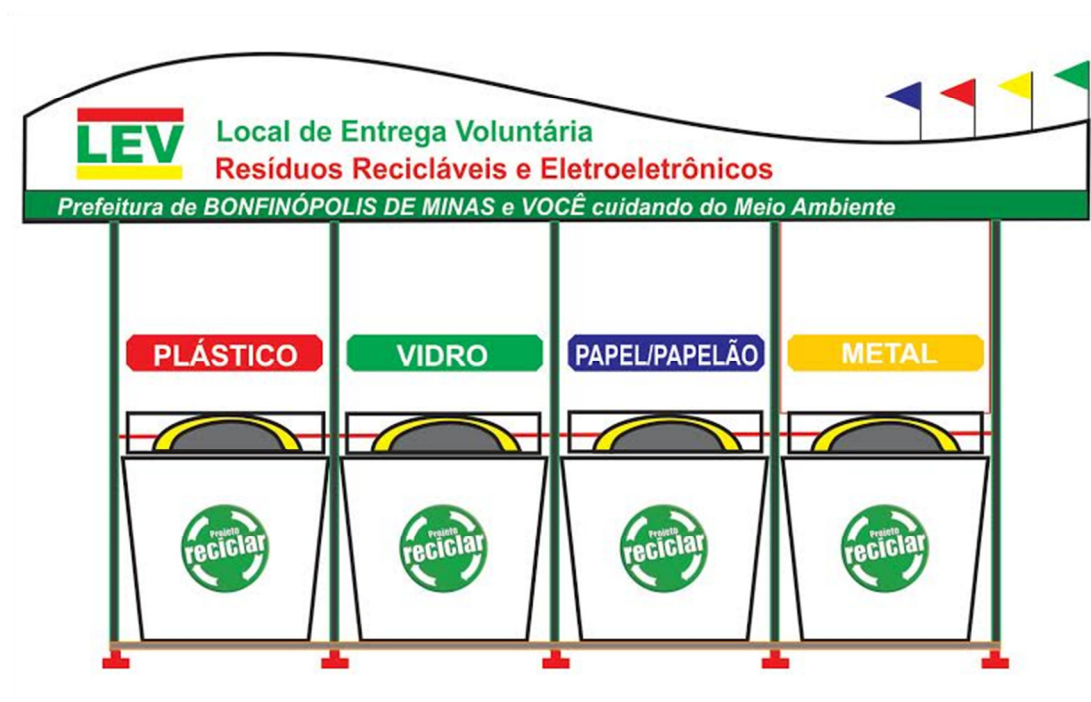 LEV
Local de Entrega Voluntária
Resíduos Recicláveis e Eletroeletrônicos
Prefeitura de BONFINÓPOLIS DE MINAS e VOCÊ cuidando do Meio Ambiente
PLÁSTICO
VIDRO
PAPEL/PAPELÃO
METAL
Projeto
reciclar
Projeto
reciclar
Projeto
reciclar
Projeto
reciclar